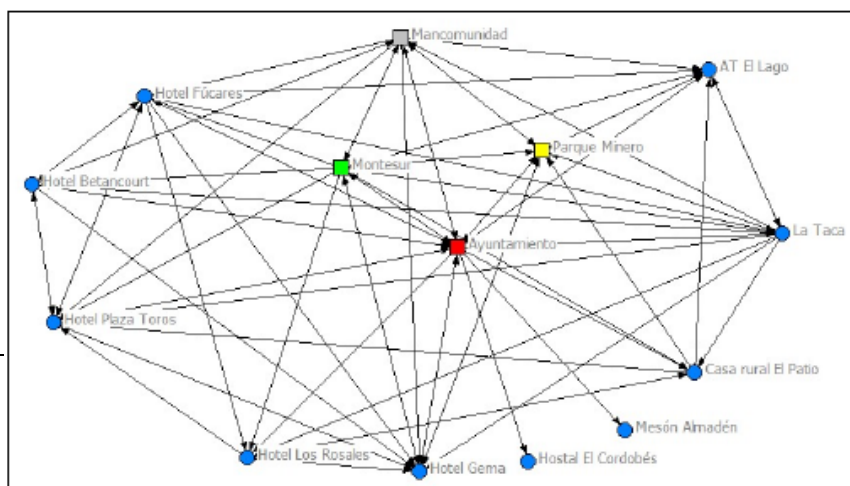 Mancomunidad
AT El Lago
Hotel Fúcares
Parque Minero
Montesur
Hotel Betancourt
La Taca
Ayuntamiento
Hotel Plaza Toros
Casa rural El Patio
Mesón Almadén
Hotel Los Rosales
Hotel Gema
Hostal El Cordobés